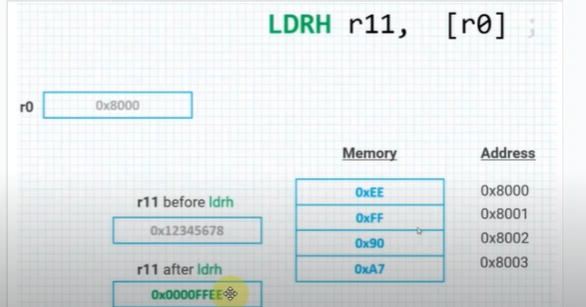 LDRH r11, [r0] ;
r0 0x8000
Memory Address
0xEE 0x8000
r11 before ldrh 0xFF 0x8001
0x12345678 0x90 0x8002
r11 after ldrh 0xA7 0x8003
0x0000FFEE